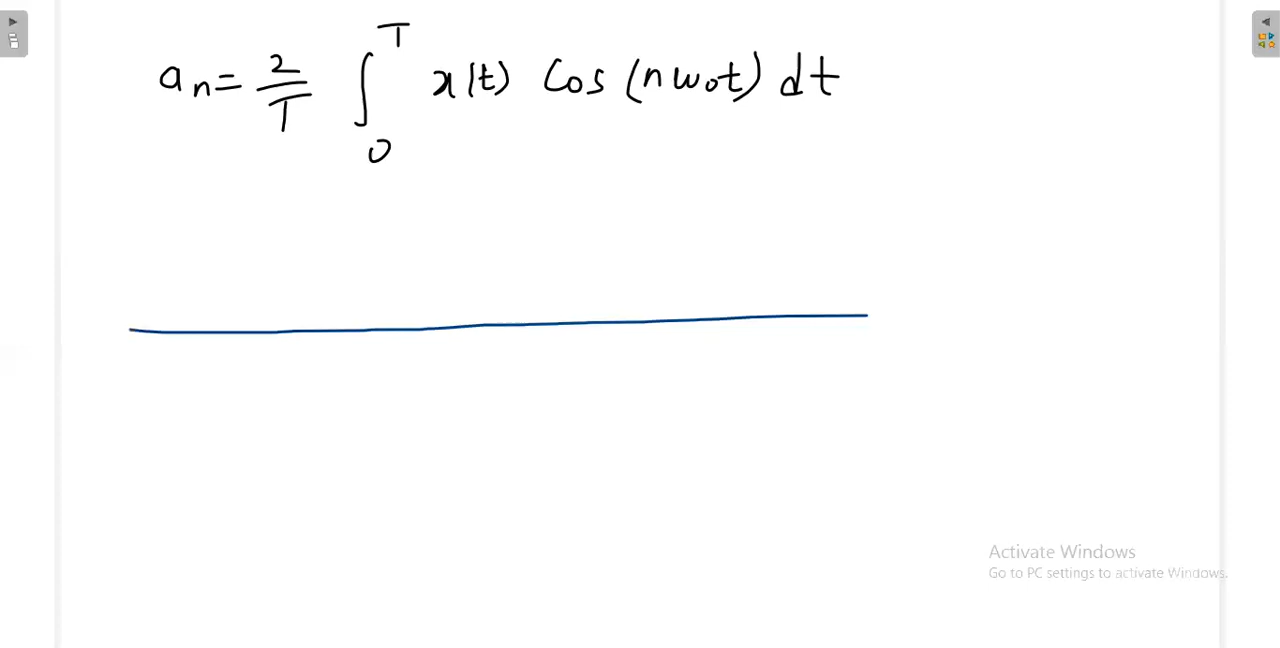 aₙ = 2/T ∫₀ᵀ x(t) Cos (nω₀t) dt
Activate Windows
Go to PC settings to activate Windows.